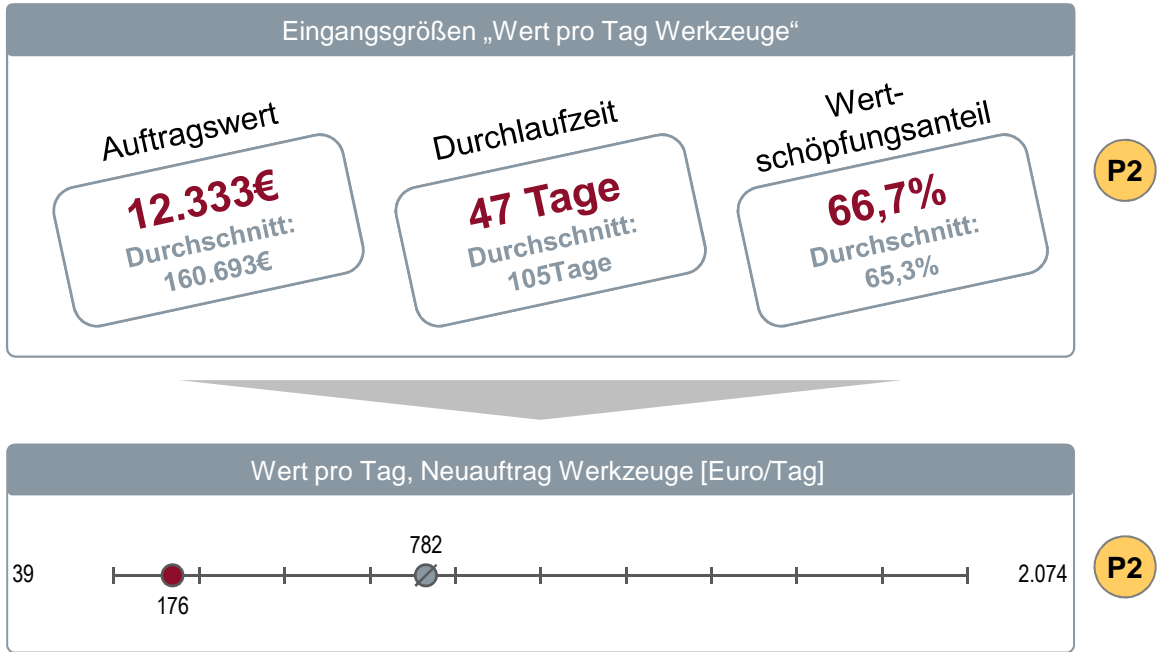 Eingangsgrößen „Wert pro Tag Werkzeuge“
Auftragswert
12.333€
Durchschnitt:
160.693€
Durchlaufzeit
47 Tage
Durchschnitt:
105Tage
Wert-
schöpfungsanteil
66,7%
Durchschnitt:
65,3%
P2
Wert pro Tag, Neuauftrag Werkzeuge [Euro/Tag]
782
39
2.074
176
P2